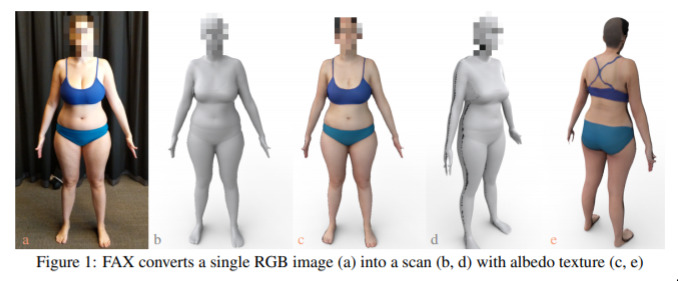 a
b
c
d
e
Figure 1: FAX converts a single RGB image (a) into a scan (b, d) with albedo texture (c, e)